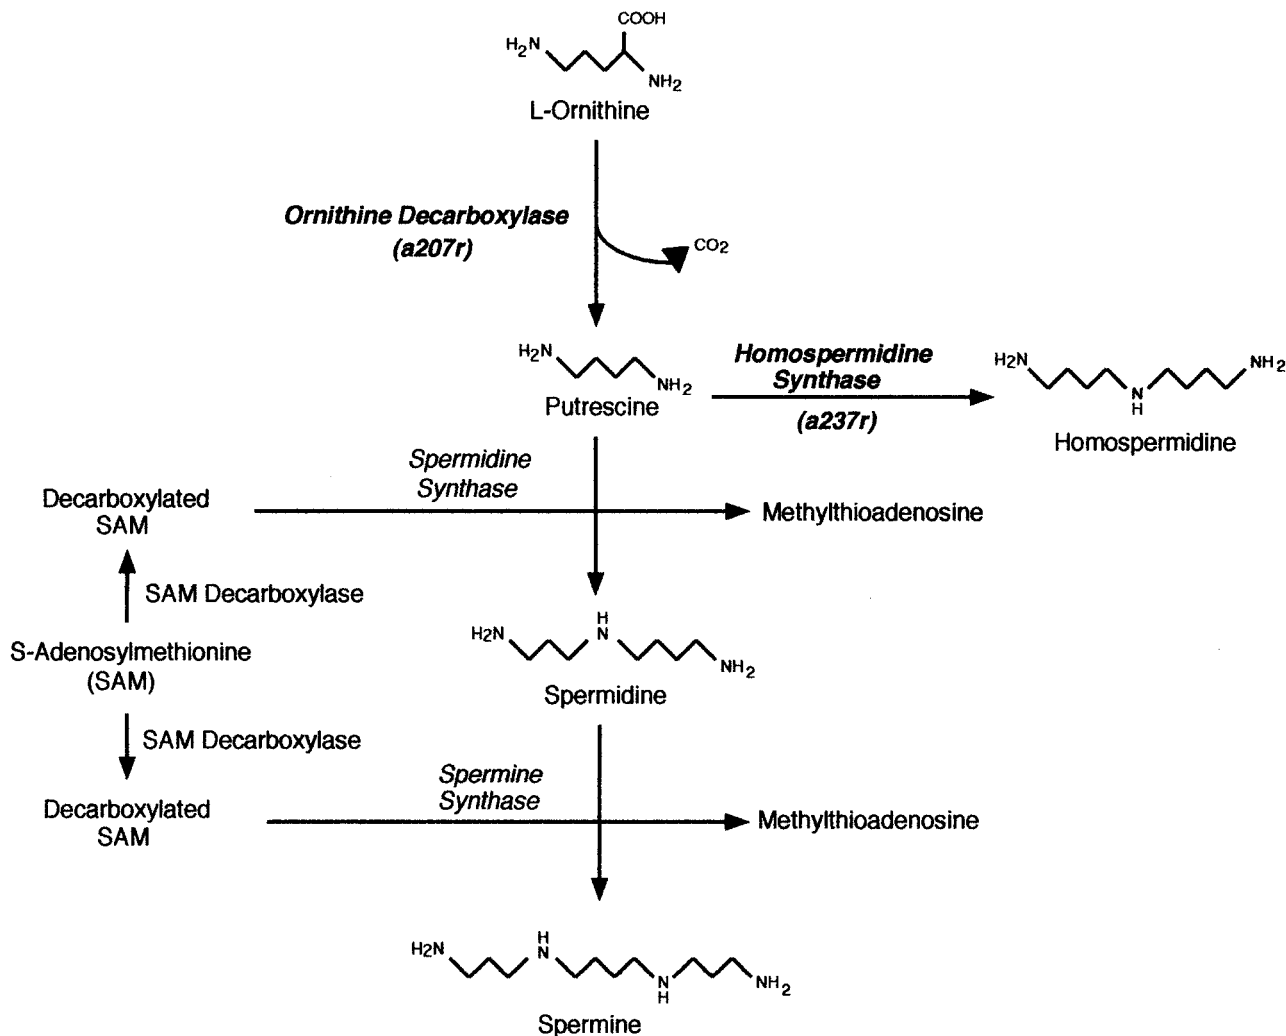 COOH
H2N
NH2
L-Ornithine
Ornithine Decarboxylase
(a207r)
CO2
H2N
NH2
Putrescine
Homospermidine
Synthase
(a237r)
H2N
N
H
NH2
Homospermidine
Spermidine
Synthase
Decarboxylated
SAM
Methylthioadenosine
SAM Decarboxylase
S-Adenosylmethionine
(SAM)
H2N
H
N
NH2
Spermidine
SAM Decarboxylase
Spermine
Synthase
Decarboxylated
SAM
Methylthioadenosine
H2N
H
N
N
H
NH2
Spermine